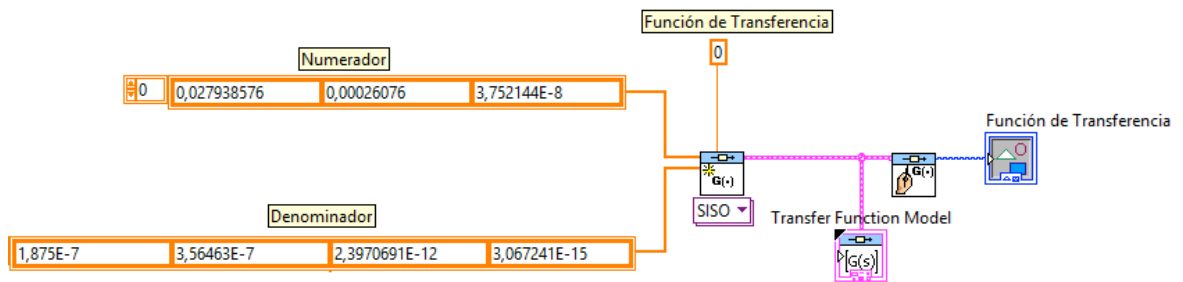 Función de Transferencia
0
Numerador
0 0,027938576 0,00026076 3,752144E-8
Función de Transferencia
G(·)
G(·)
SISO
Transfer Function Model
Denominador
1,875E-7 3,56463E-7 2,3970691E-12 3,067241E-15
[G(s)]